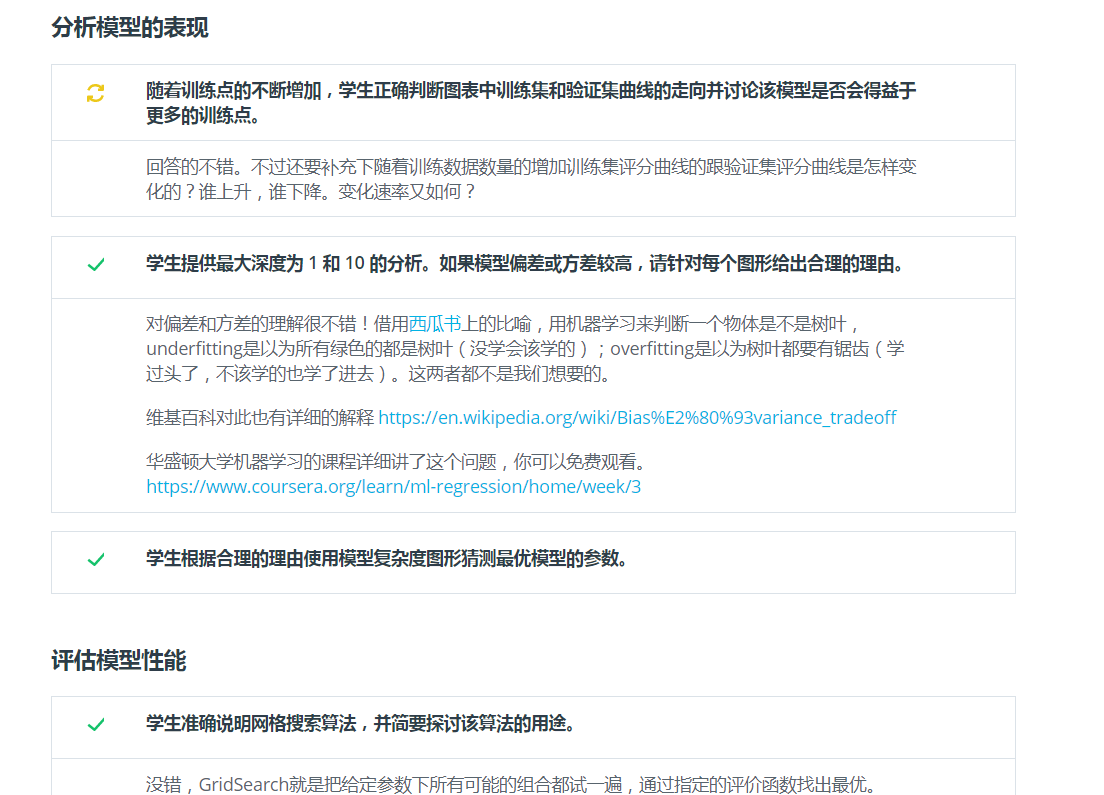 分析模型的表现
随着训练点的不断增加，学生正确判断图表中训练集和验证集曲线的走向并讨论该模型是否会得益于
更多的训练点。
回答的不错。不过还要补充下随着训练数据数量的增加训练集评分曲线的跟验证集评分曲线是怎样变
化的？谁上升，谁下降。变化速率又如何？
学生提供最大深度为 1 和 10 的分析。如果模型偏差或方差较高，请针对每个图形给出合理的理由。
对偏差和方差的理解很不错！借用西瓜书上的比喻，用机器学习来判断一个物体是不是树叶，
underfitting是以为所有绿色的都是树叶（没学会该学的）；overfitting是以为树叶都要有锯齿（学
过头了，不该学的也学了进去）。这两者都不是我们想要的。
维基百科对此也有详细的解释 https://en.wikipedia.org/wiki/Bias%E2%80%93variance_tradeoff
华盛顿大学机器学习的课程详细讲了这个问题，你可以免费观看。
https://www.coursera.org/learn/ml-regression/home/week/3
学生根据合理的理由使用模型复杂度图形猜测最优模型的参数。
评估模型性能
学生准确说明网格搜索算法，并简要探讨该算法的用途。
没错，GridSearch就是把给定参数下所有可能的组合都试一遍，通过指定的评价函数找出最优。